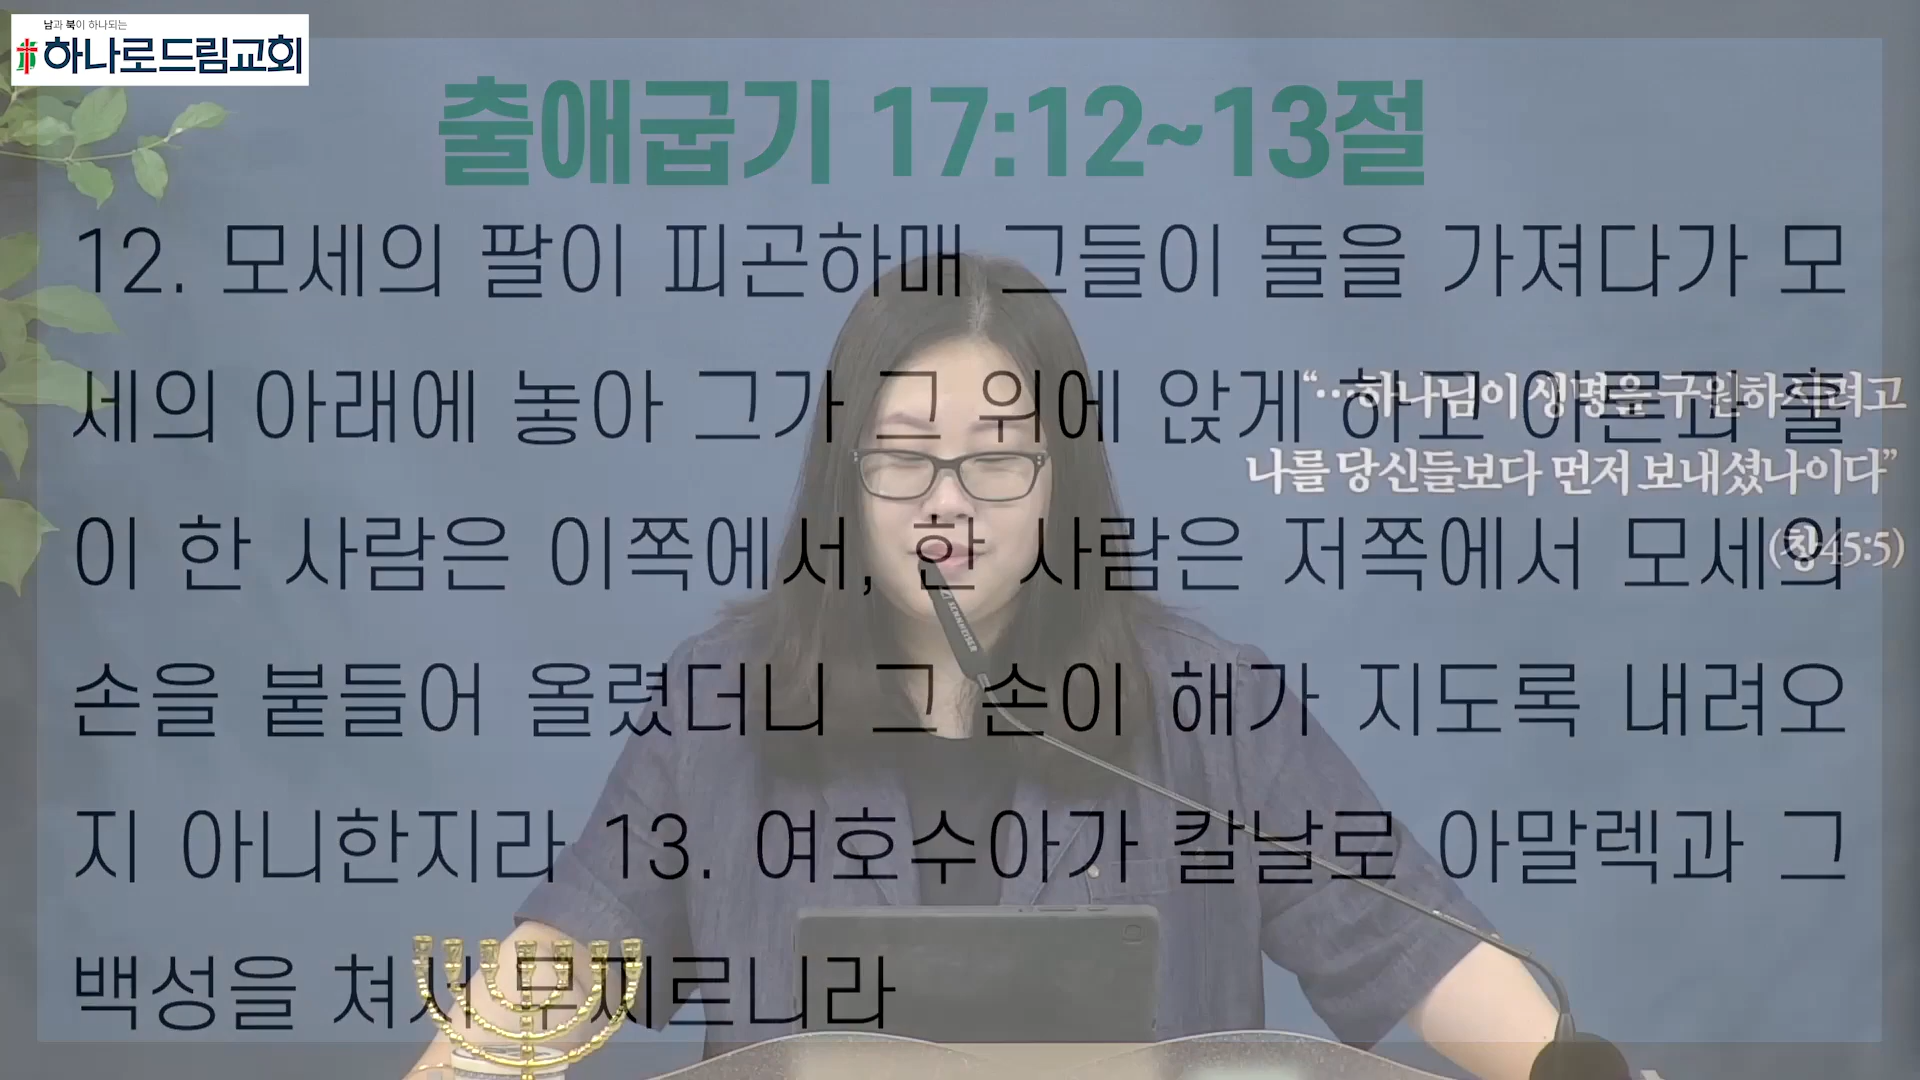 남과 북이 하나되는
하나로드림교회
출애굽기 17:12~13절
12. 모세의 팔이 피곤하매 그들이 돌을 가져다가 모
세의 아래에 놓아 그가 그 위에 앉게 하고 아론과 훌
이 한 사람은 이쪽에서, 한 사람은 저쪽에서 모세의
손을 붙들어 올렸더니 그 손이 해가 지도록 내려오
지 아니한지라 13. 여호수아가 칼날로 아말렉과 그
백성을 쳐서 무찌르니라
“…하나님이 생명을 구원하시려고
나를 당신들보다 먼저 보내셨나이다”
(창45:5)
SENNHEISER